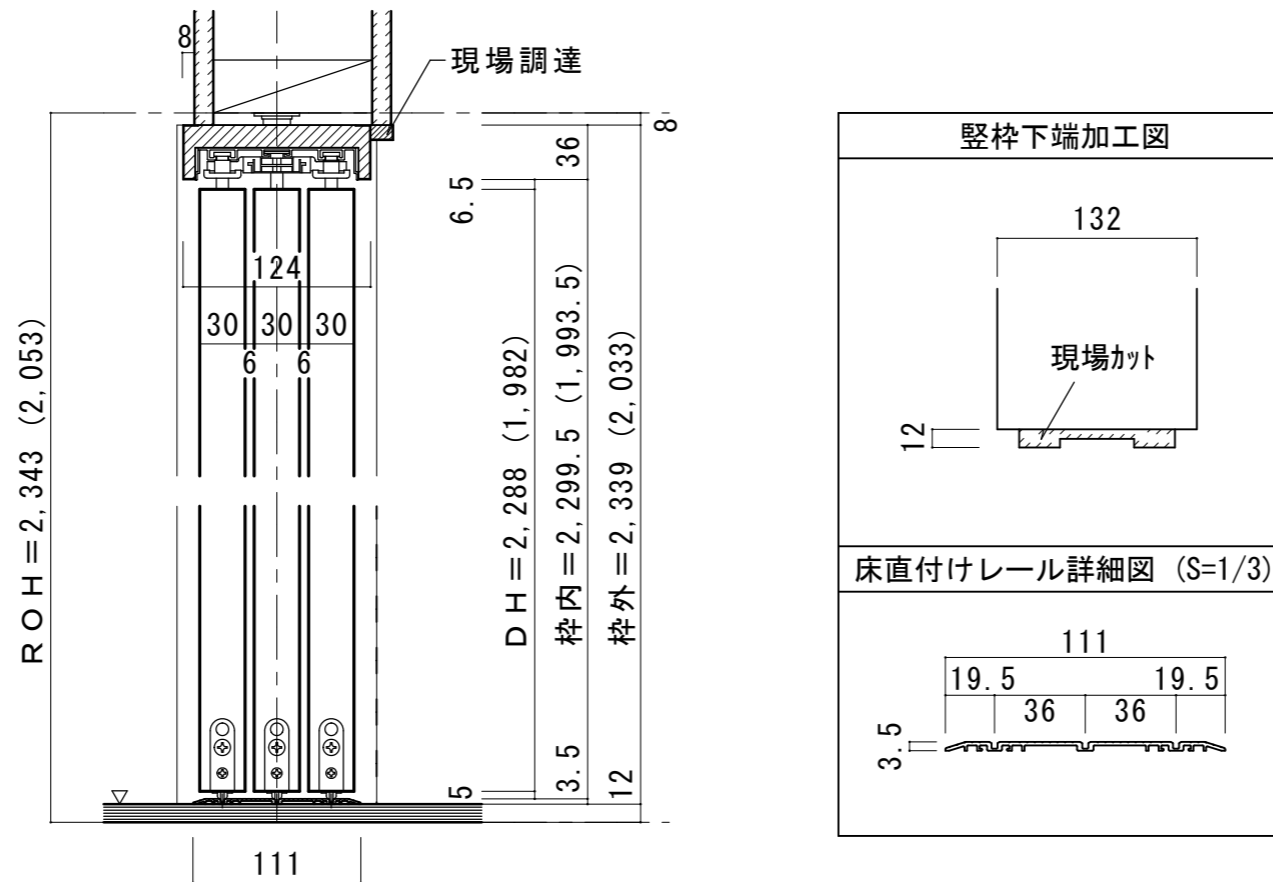 8
現場調達
8
36
6.5
124
30
30
30
6
6
ROH=2,343 (2,053)
DH=2,288 (1,982)
枠内=2,299.5 (1,993.5)
枠外=2,339 (2,033)
5
3.5
12
111
竪枠下端加工図
132
現場カット
12
床直付けレール詳細図 (S=1/3)
111
19.5
19.5
36
36
3.5